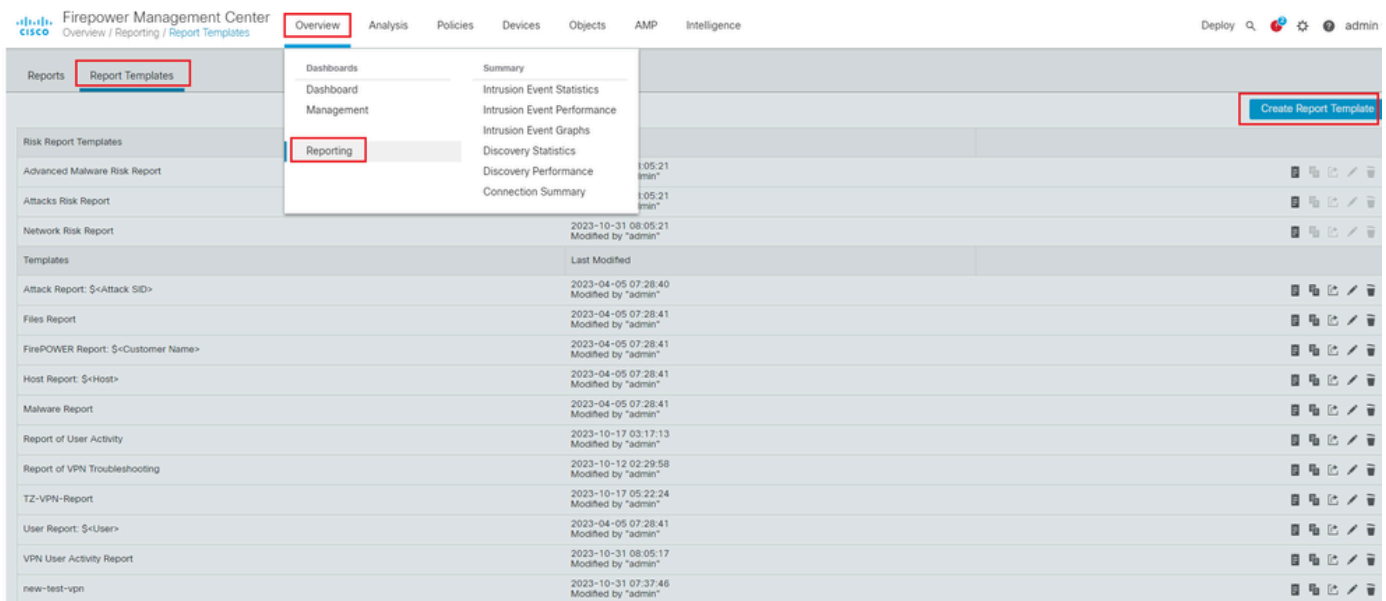 Firepower Management Center
CISCO Overview / Reporting / Report Templates
Overview Analysis Policies Devices Objects AMP Intelligence
Deploy admin
Reports Report Templates
Dashboards
Dashboard
Management
Reporting
Summary
Intrusion Event Statistics
Intrusion Event Performance
Intrusion Event Graphs
Discovery Statistics
Discovery Performance
Connection Summary
Create Report Template
Risk Report Templates
Advanced Malware Risk Report
:05:21
Attacks Risk Report
:05:21
Network Risk Report
2023-10-31 08:05:21
Modified by "admin"
Templates Last Modified
Attack Report: $<Attack SID>
2023-04-05 07:28:40
Modified by "admin"
Files Report
2023-04-05 07:28:41
Modified by "admin"
FirePOWER Report: $<Customer Name>
2023-04-05 07:28:41
Modified by "admin"
Host Report: $<Host>
2023-04-05 07:28:41
Modified by "admin"
Malware Report
2023-04-05 07:28:41
Modified by "admin"
Report of User Activity
2023-10-17 03:17:13
Modified by "admin"
Report of VPN Troubleshooting
2023-10-12 02:29:58
Modified by "admin"
TZ-VPN-Report
2023-10-17 05:22:24
Modified by "admin"
User Report: $<User>
2023-04-05 07:28:41
Modified by "admin"
VPN User Activity Report
2023-10-31 08:05:17
Modified by "admin"
new-test-vpn
2023-10-31 07:37:46
Modified by "admin"